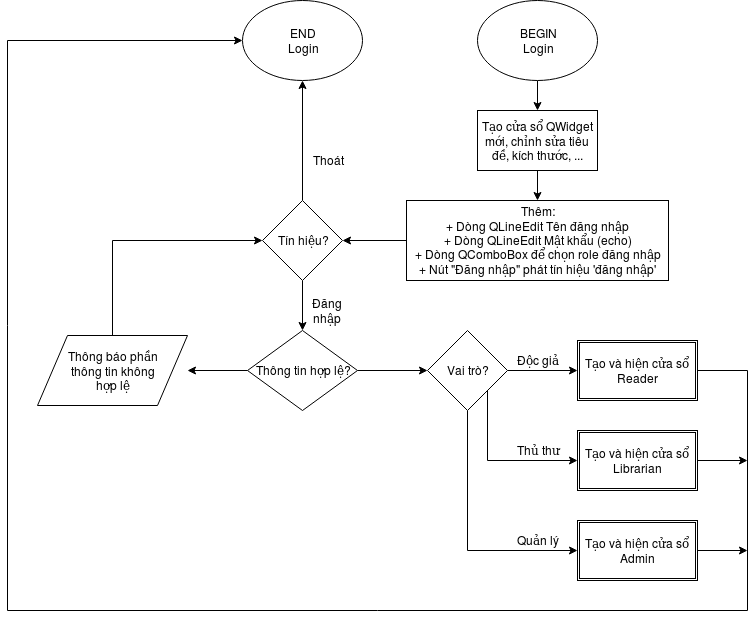 END
Login
BEGIN
Login
Tạo cửa sổ QWidget
mới, chỉnh sửa tiêu
đề, kích thước, ...
Thoát
Thêm:
+ Dòng QLineEdit Tên đăng nhập
+ Dòng QLineEdit Mật khẩu (echo)
+ Dòng QComboBox để chọn role đăng nhập
+ Nút "Đăng nhập" phát tín hiệu 'đăng nhập'
Tín hiệu?
Đăng
nhập
Thông báo phần
thông tin không
hợp lệ
Thông tin hợp lệ?
Vai trò?
Độc giả
Tạo và hiện cửa sổ
Reader
Thủ thư
Tạo và hiện cửa sổ
Librarian
Quản lý
Tạo và hiện cửa sổ
Admin